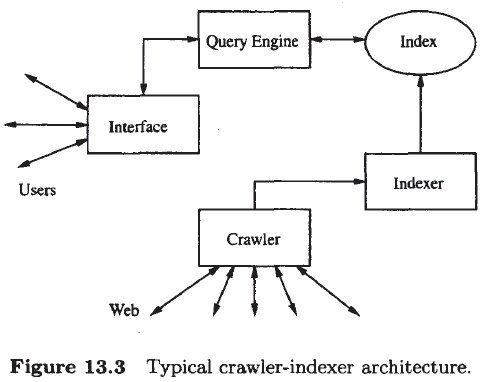 Query Engine
Index
Interface
Users
Indexer
Crawler
Web
Figure 13.3 Typical crawler-indexer architecture.